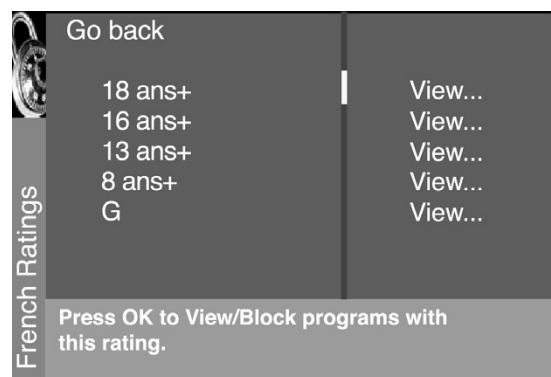 Go back
18 ans+ View...
16 ans+ View...
13 ans+ View...
8 ans+ View...
G View...
French Ratings
Press OK to View/Block programs with
this rating.